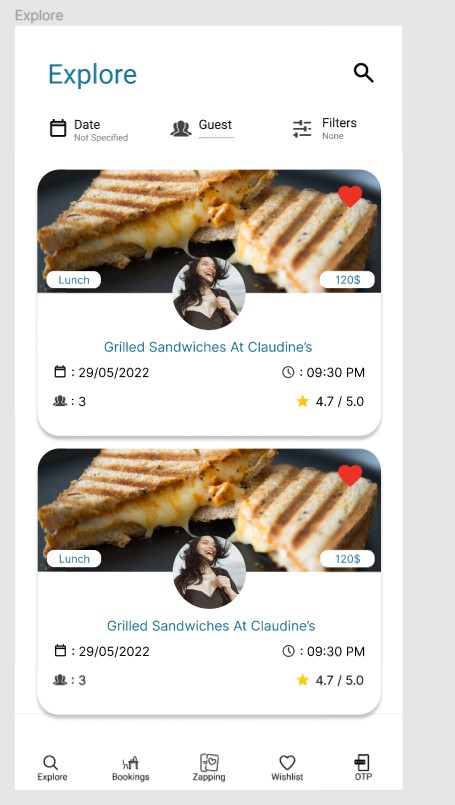 Explore
Explore
Date
Not Specified
Guest
Filters
None
Lunch
120$
Grilled Sandwiches At Claudine's
: 29/05/2022
: 09:30 PM
: 3
4.7 / 5.0
Lunch
120$
Grilled Sandwiches At Claudine's
: 29/05/2022
: 09:30 PM
: 3
4.7 / 5.0
Explore
Bookings
Zapping
Wishlist
OTP